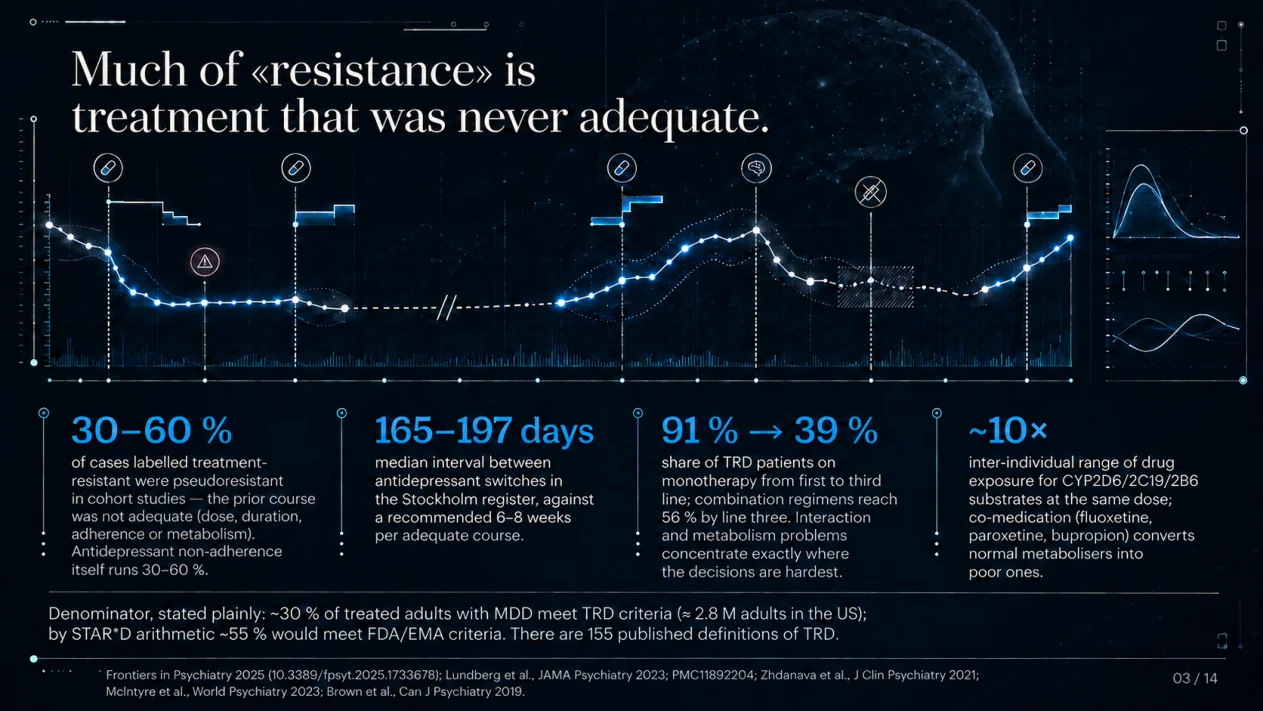 Much of «resistance» is
treatment that was never adequate.
30–60 %
of cases labelled treatment-
resistant were pseudoresistant
in cohort studies — the prior course
was not adequate (dose, duration,
adherence or metabolism).
Antidepressant non-adherence
itself runs 30–60 %.
165–197 days
median interval between
antidepressant switches in
the Stockholm register, against
a recommended 6–8 weeks
per adequate course.
91 % → 39 %
share of TRD patients on
monotherapy from first to third
line; combination regimens reach
56 % by line three. Interaction
and metabolism problems
concentrate exactly where
the decisions are hardest.
~10×
inter-individual range of drug
exposure for CYP2D6/2C19/2B6
substrates at the same dose;
co-medication (fluoxetine,
paroxetine, bupropion) converts
normal metabolisers into
poor ones.
Denominator, stated plainly: ~30 % of treated adults with MDD meet TRD criteria (≈ 2.8 M adults in the US);
by STAR*D arithmetic ~55 % would meet FDA/EMA criteria. There are 155 published definitions of TRD.
Frontiers in Psychiatry 2025 (10.3389/fpsyt.2025.1733678); Lundberg et al., JAMA Psychiatry 2023; PMC11892204; Zhdanava et al., J Clin Psychiatry 2021;
McIntyre et al., World Psychiatry 2023; Brown et al., Can J Psychiatry 2019.
03 / 14